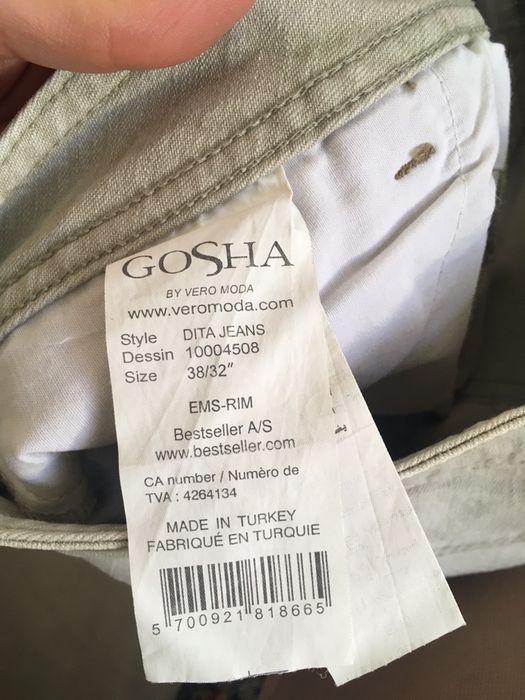 GOSHA
BY VERO MODA
www.veromoda.com
Style DITA JEANS
Dessin 10004508
Size 38/32"
EMS-RIM
Bestseller A/S
www.bestseller.com
CA number / Numèro de
TVA : 4264134
MADE IN TURKEY
FABRIQUÉ EN TURQUIE
5 700921 818665